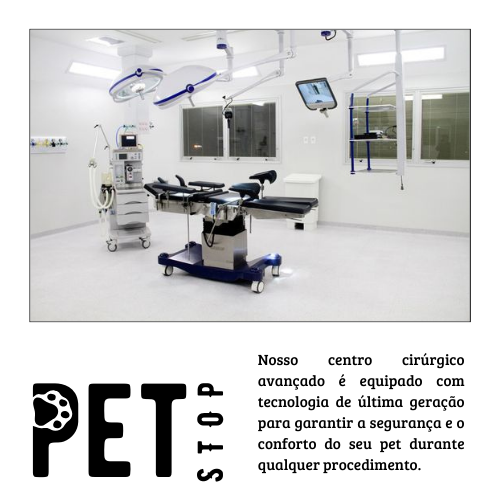 PET
STOP
Nosso centro cirúrgico
avançado é equipado com
tecnologia de última geração
para garantir a segurança e o
conforto do seu pet durante
qualquer procedimento.